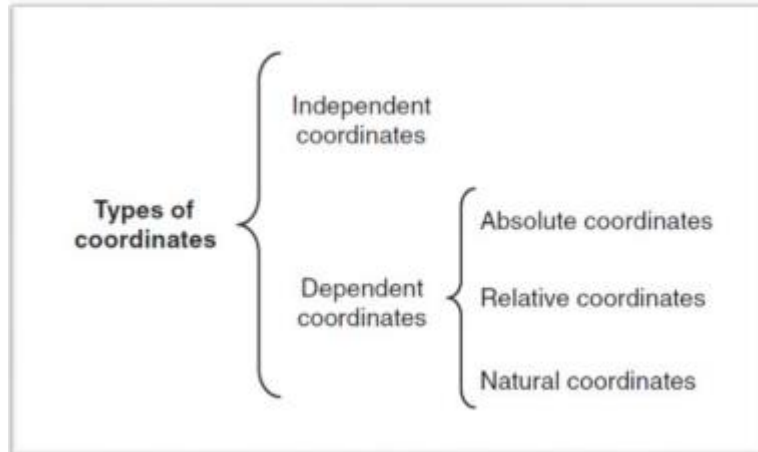 Types of
coordinates
Independent
coordinates
Dependent
coordinates
Absolute coordinates
Relative coordinates
Natural coordinates